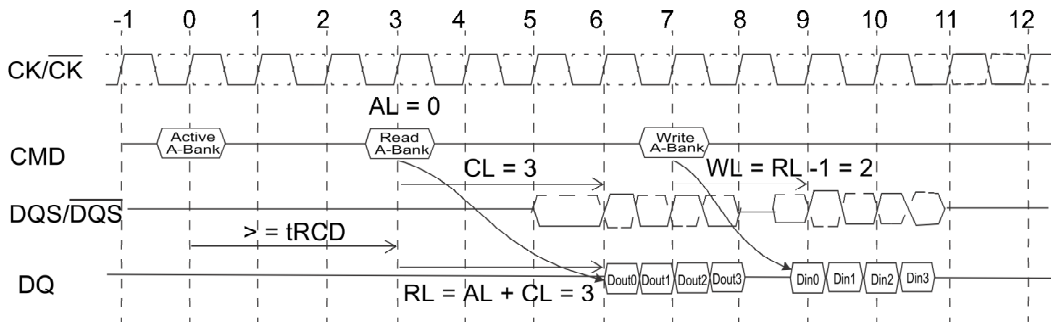 -1 0 1 2 3 4 5 6 7 8 9 10 11 12
CK/C̅K̅
AL = 0
CMD Active A-Bank Read A-Bank Write A-Bank
CL = 3 WL = RL -1 = 2
DQS/D̅Q̅S̅
> = tRCD
DQ Dout0 Dout1 Dout2 Dout3 Din0 Din1 Din2 Din3
RL = AL + CL = 3